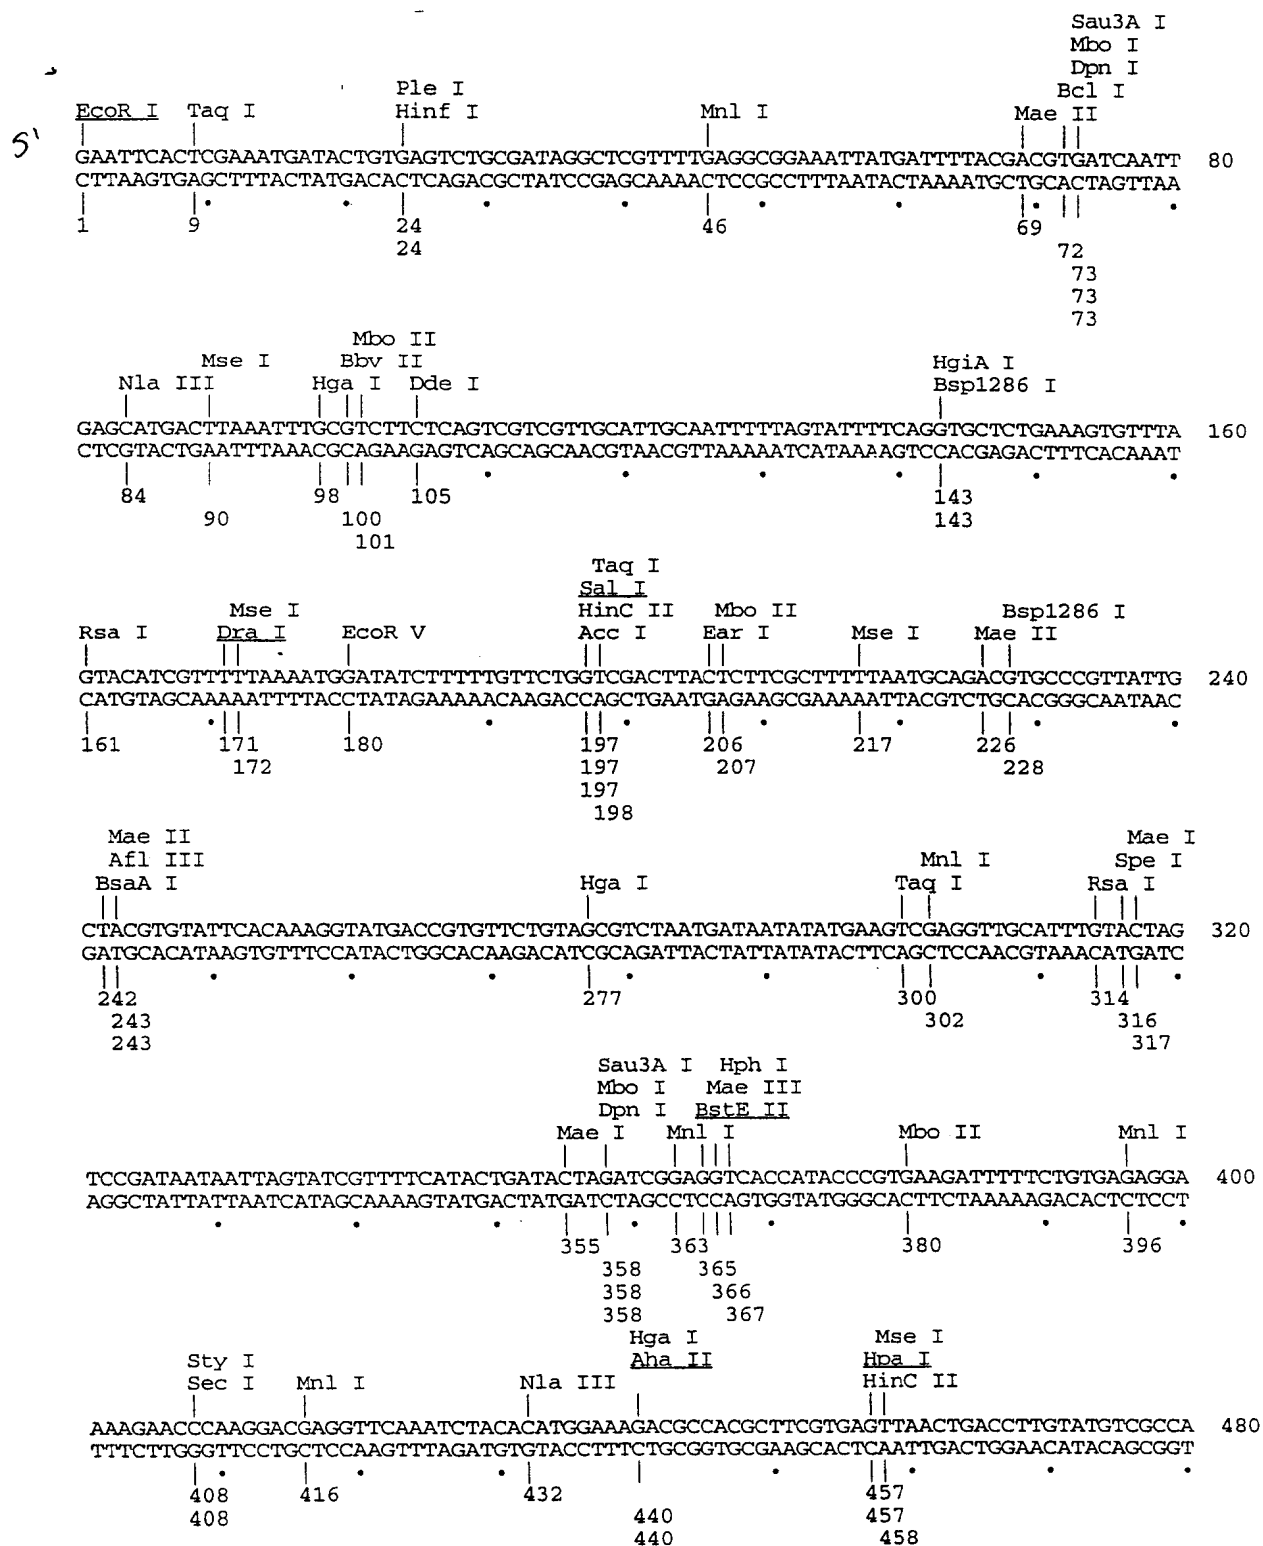 Sau3A I
Mbo I
Dpn I
Ple I Bcl I
EcoR I Taq I Hinf I Mnl I Mae II
5'
GAATTCACTCGAAATGATACTGTGAGTCTGCGATAGGCTCGTTTTGAGGCGGAAATTATGATTTTACGACGTGATCAATT 80
CTTAAGTGAGCTTTACTATGACACTCAGACGCTATCCGAGCAAAACTCCGCCTTTAATACTAAAATGCTGCACTAGTTAA
1 9 24 46 69
24 72
73
73
73
Mbo II
Mse I Bbv II HgiA I
Nla III Hga I Dde I Bsp1286 I
GAGCATGACTTAAATTTGCGTCTTCTCAGTCGTCGTTGCATTGCAATTTTTAGTATTTTCAGGTGCTCTGAAAGTGTTTA 160
CTCGTACTGAATTTAAACGCAGAAGAGTCAGCAGCAACGTAACGTTAAAAATCATAAAAGTCCACGAGACTTTCACAAAT
84 98 105 143
90 100 143
101
Taq I
Sal I
Mse I HinC II Mbo II Bsp1286 I
Rsa I Dra I EcoR V Acc I Ear I Mse I Mae II
GTACATCGTTTTTAAAATGGATATCTTTTTGTTCTGGTCGACTTACTCTTCGCTTTTTAATGCAGACGTGCCCGTTATTG 240
CATGTAGCAAAAATTTTACCTATAGAAAAACAAGACCAGCTGAATGAGAAGCGAAAAATTACGTCTGCACGGGCAATAAC
161 171 180 197 206 217 226
172 197 207 228
197
198
Mae II
Afl III Mae I
Mnl I Spe I
BsaA I Hga I Taq I Rsa I
CTACGTGTATTCACAAAGGTATGACCGTGTTCTGTAGCGTCTAATGATAATATATGAAGTCGAGGTTGCATTTGTACTAG 320
GATGCACATAAGTGTTTCCATACTGGCACAAGACATCGCAGATTACTATTATATACTTCAGCTCCAACGTAAACATGATC
242 277 300 314
243 302 316
243 317
Sau3A I Hph I
Mbo I Mae III
Dpn I BstE II
Mae I Mnl I Mbo II Mnl I
TCCGATAATAATTAGTATCGTTTTCATACTGATACTAGATCGGAGGTCACCATACCCGTGAAGATTTTTCTGTGAGAGGA 400
AGGCTATTATTAATCATAGCAAAAGTATGACTATGATCTAGCCTCCAGTGGTATGGGCACTTCTAAAAAGACACTCTCCT
355 363 380 396
358 365
358 366
358 367
Hga I Mse I
Sty I Aha II Hpa I
Sec I Mnl I Nla III HinC II
AAAGAACCCAAGGACGAGGTTCAAATCTACACATGGAAAGACGCCACGCTTCGTGAGTTAACTGACCTTGTATGTCGCCA 480
TTTCTTGGGTTCCTGCTCCAAGTTTAGATGTGTACCTTTCTGCGGTGCGAAGCACTCAATTGACTGGAACATACAGCGGT
408 416 432 457
408 440 457
440 458